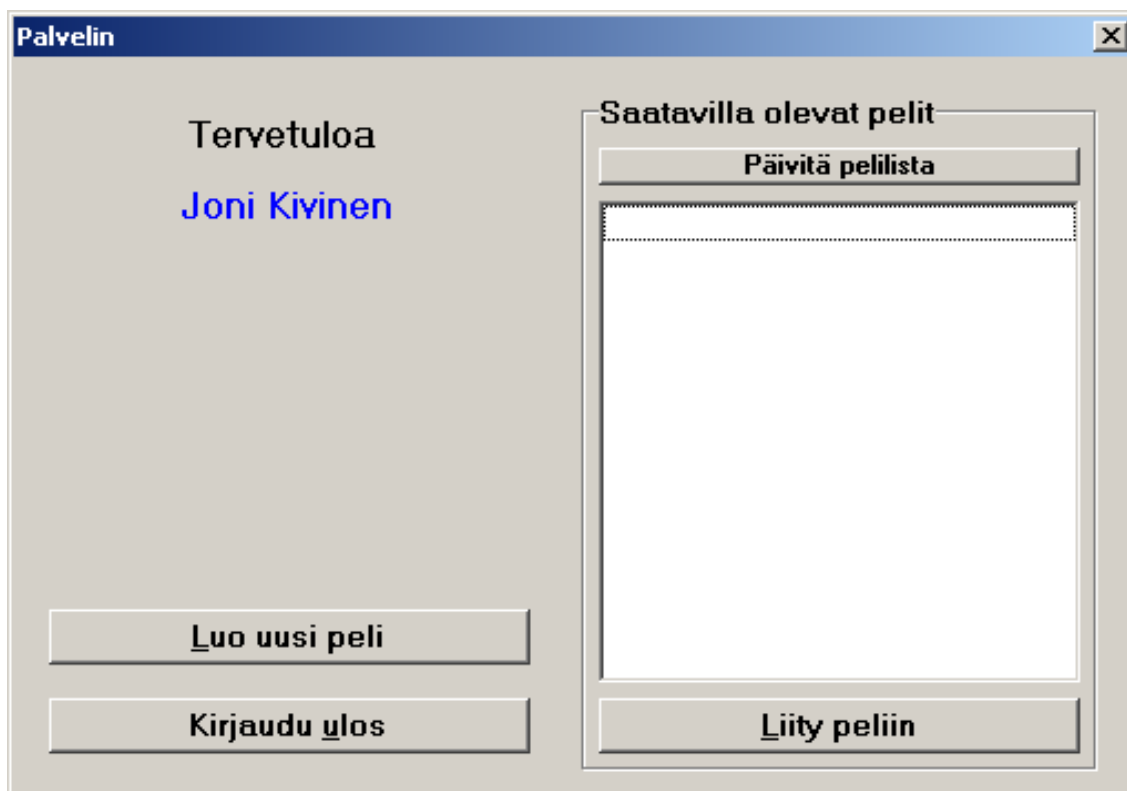 Palvelin
Tervetuloa
Joni Kivinen
Luo uusi peli
Kirjaudu ulos
Saatavilla olevat pelit
Päivitä pelilista
Liity peliin